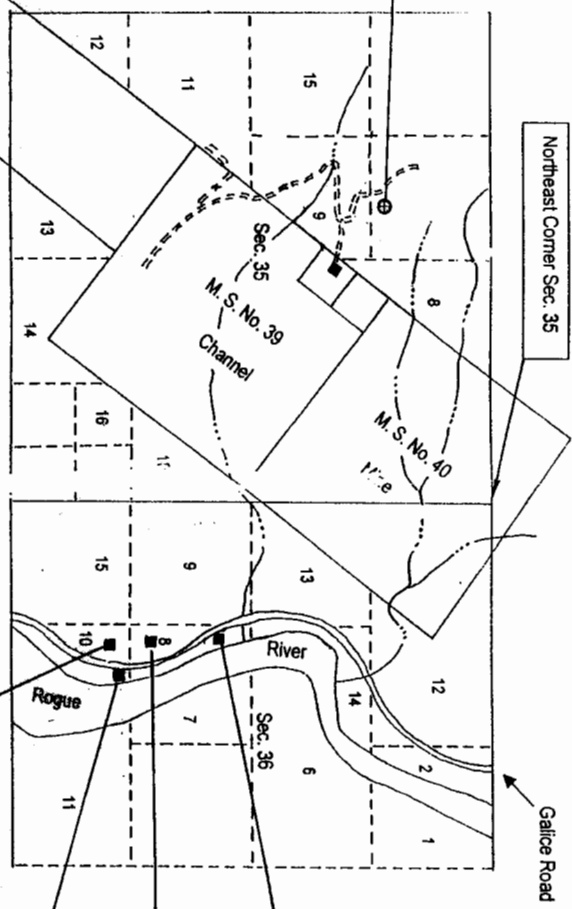 Northeast Corner Sec. 35
Galice Road
12
11
15
9
8
13
14
16
Sec. 35
M. S. No. 39
Channel
M. S. No. 40
15
9
13
12
10
8
14
2
River
Rogue
7
Sec. 36
6
1
11